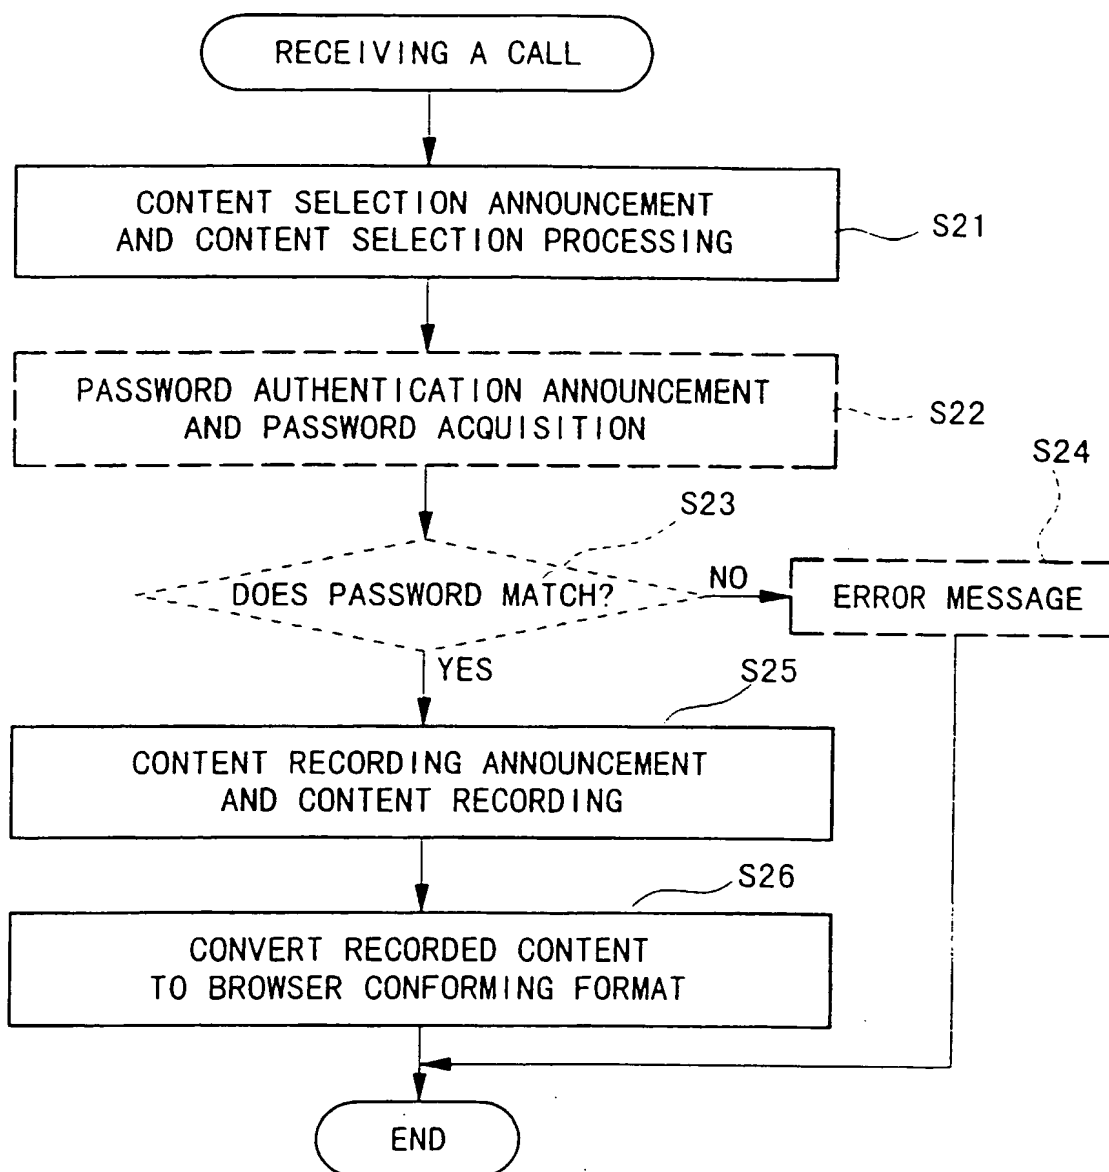 RECEIVING A CALL
CONTENT SELECTION ANNOUNCEMENT
AND CONTENT SELECTION PROCESSING
S21
PASSWORD AUTHENTICATION ANNOUNCEMENT
AND PASSWORD ACQUISITION
S22
S24
S23
DOES PASSWORD MATCH?
NO
ERROR MESSAGE
YES
S25
CONTENT RECORDING ANNOUNCEMENT
AND CONTENT RECORDING
S26
CONVERT RECORDED CONTENT
TO BROWSER CONFORMING FORMAT
END